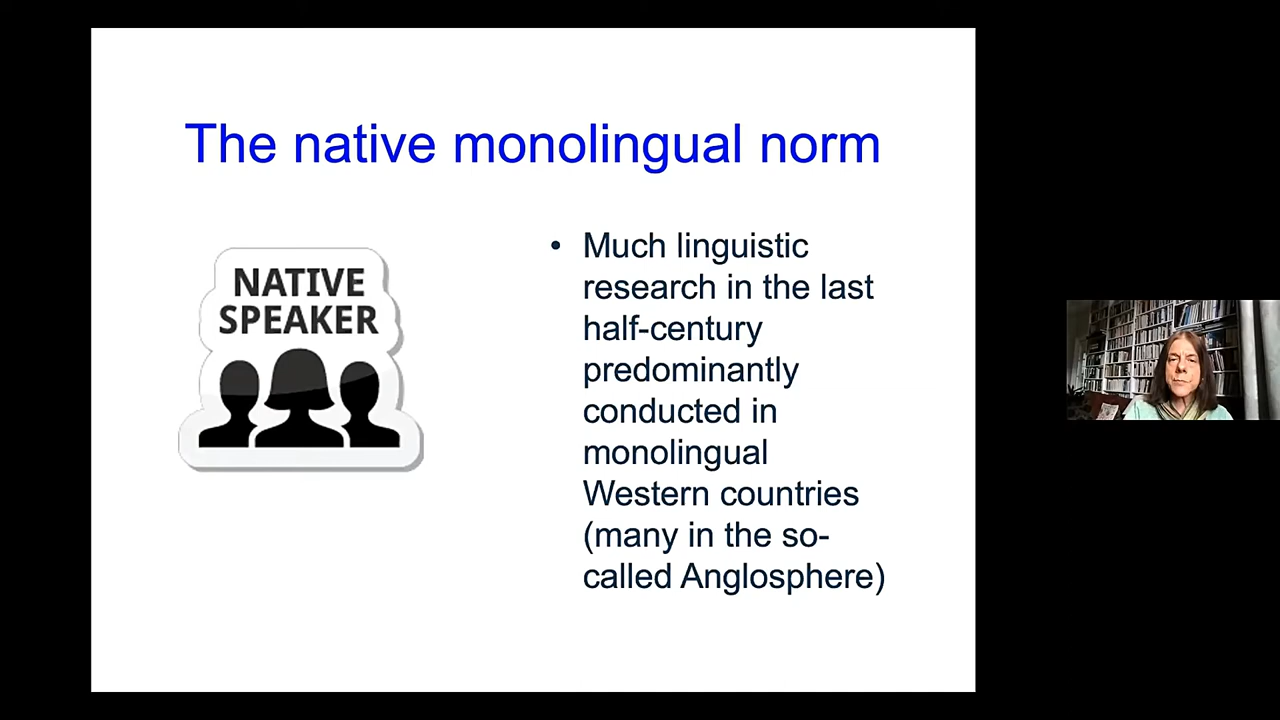 The native monolingual norm
NATIVE
SPEAKER
• Much linguistic
research in the last
half-century
predominantly
conducted in
monolingual
Western countries
(many in the so-
called Anglosphere)